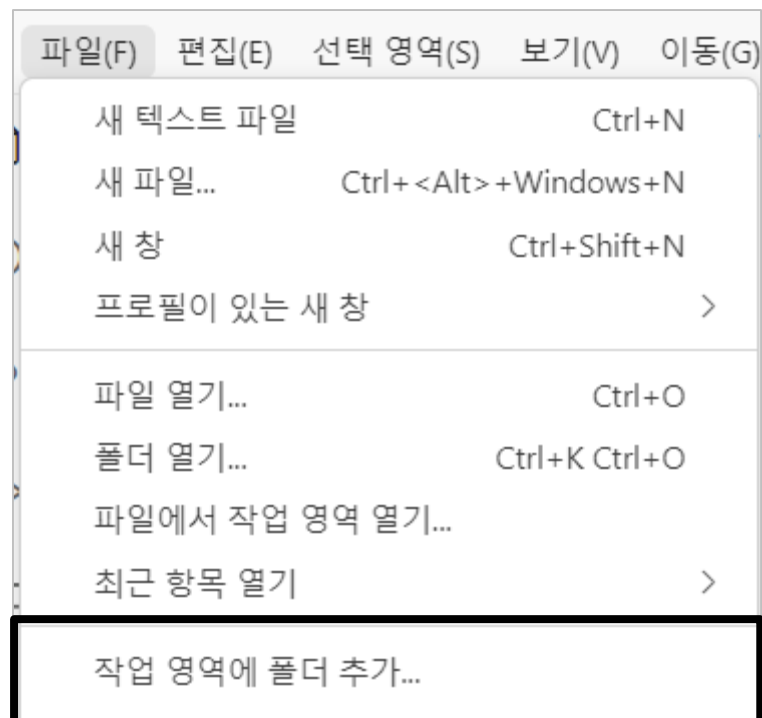 파일(F) 편집(E) 선택 영역(S) 보기(V) 이동(G)
새 텍스트 파일 Ctrl+N
새 파일... Ctrl+<Alt>+Windows+N
새 창 Ctrl+Shift+N
프로필이 있는 새 창
파일 열기... Ctrl+O
폴더 열기... Ctrl+K Ctrl+O
파일에서 작업 영역 열기...
최근 항목 열기
작업 영역에 폴더 추가...